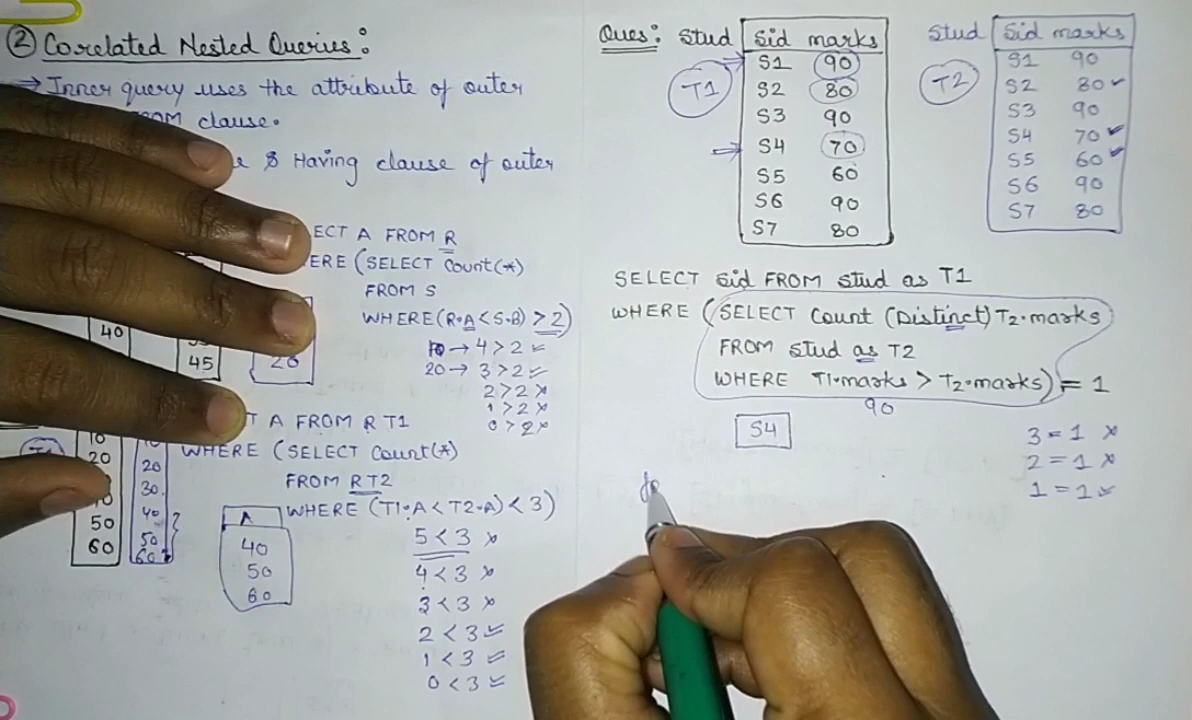 ② Corelated Nested Queries :
→ Inner query uses the attribute of outer
clause.
& Having clause of outer
ECT A FROM R
ERE (SELECT Count(*)
FROM S
WHERE (R.A < S.B) > 2)
10 → 4 > 2 ✓
20 → 3 > 2 ✓
2 > 2 ×
1 > 2 ×
0 > 2 ×
40
45
20
T A FROM R T1
WHERE (SELECT Count(*)
FROM R T2
WHERE (T1.A < T2.A) < 3)
10
20
50
60
20
30
40
50
60
A
40
50
60
5 < 3 ×
4 < 3 ×
3 < 3 ×
2 < 3 ✓
1 < 3 ✓
0 < 3 ✓
Ques : Stud Sid marks
T1
S1 90
S2 80
S3 90
S4 70
S5 60
S6 90
S7 80
Stud Sid marks
T2
S1 90
S2 80 ✓
S3 90
S4 70 ✓
S5 60 ✓
S6 90
S7 80
SELECT Sid FROM Stud as T1
WHERE (SELECT Count (Distinct) T2.marks
FROM Stud as T2
WHERE T1.marks > T2.marks) = 1
90
S4
3 = 1 ×
2 = 1 ×
1 = 1 ✓